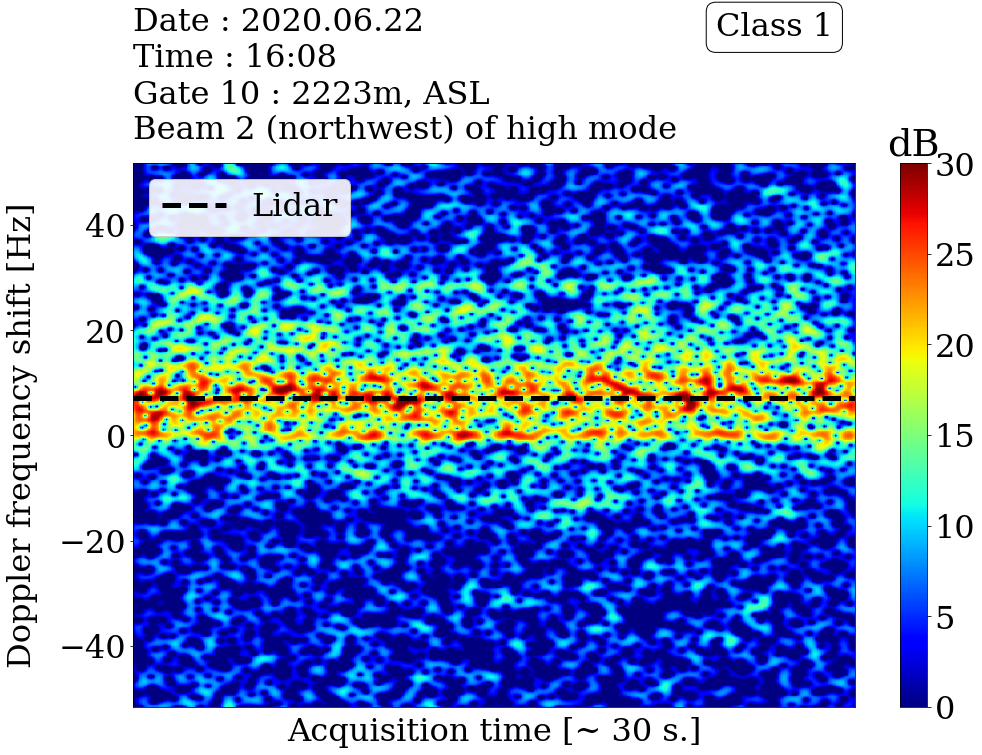 Date : 2020.06.22
Time : 16:08
Gate 10 : 2223m, ASL
Beam 2 (northwest) of high mode
Class 1
dB
Lidar
Doppler frequency shift [Hz]
40
20
0
−20
−40
30
25
20
15
10
5
0
Acquisition time [~ 30 s.]